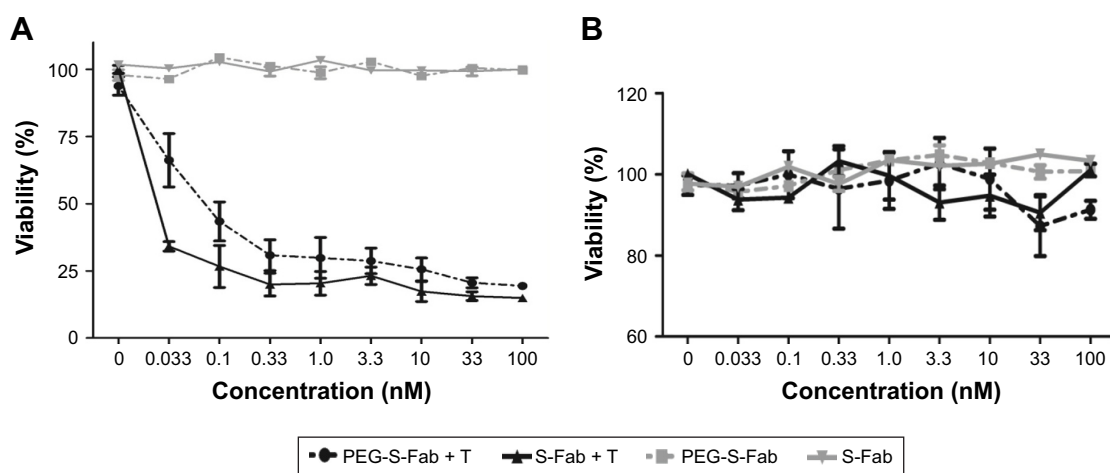 A
B
100
75
50
25
0
Viability (%)
0 0.033 0.1 0.33 1.0 3.3 10 33 100
Concentration (nM)
120
100
80
60
Viability (%)
0 0.033 0.1 0.33 1.0 3.3 10 33 100
Concentration (nM)
PEG-S-Fab + T S-Fab + T PEG-S-Fab S-Fab